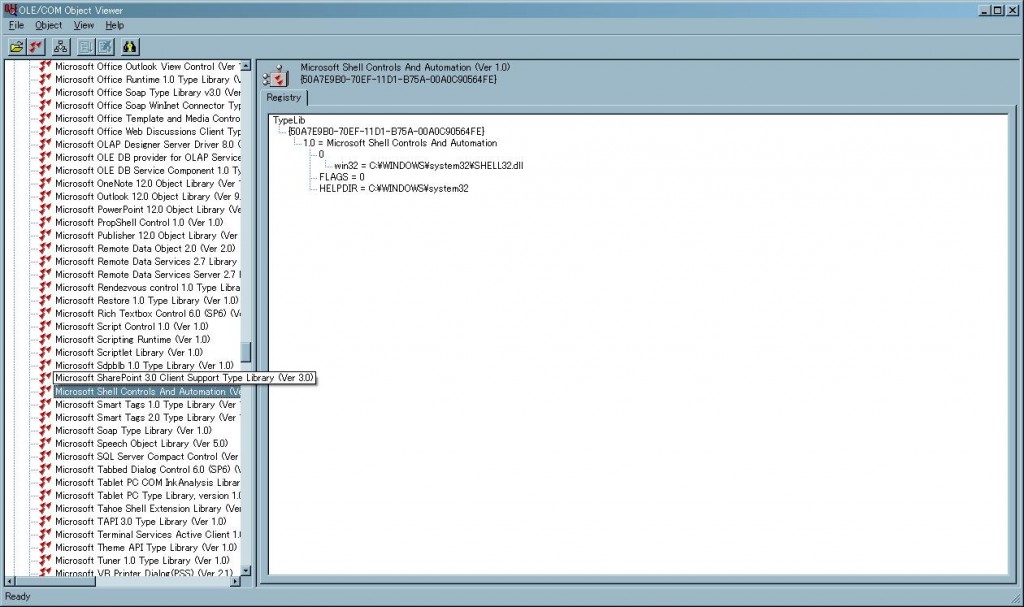 OLE/COM Object Viewer
File Object View Help
Microsoft Office Outlook View Control (Ver
Microsoft Office Runtime 1.0 Type Library (V
Microsoft Office Soap Type Library v3.0 (Ver
Microsoft Office Soap WinInet Connector Typ
Microsoft Office Template and Media Contro
Microsoft Office Web Discussions Client Typ
Microsoft OLAP Designer Server Driver 8.0 (
Microsoft OLE DB provider for OLAP Service
Microsoft OLE DB Service Component 1.0 Ty
Microsoft OneNote 12.0 Object Library (Ver
Microsoft Outlook 12.0 Object Library (Ver 9.
Microsoft PowerPoint 12.0 Object Library (Ve
Microsoft PropShell Control 1.0 (Ver 1.0)
Microsoft Publisher 12.0 Object Library (Ver
Microsoft Remote Data Object 2.0 (Ver 2.0)
Microsoft Remote Data Services 2.7 Library
Microsoft Remote Data Services Server 2.7 l
Microsoft Rendezvous control 1.0 Type Libra
Microsoft Restore 1.0 Type Library (Ver 1.0)
Microsoft Rich Textbox Control 6.0 (SP6) (V
Microsoft Script Control 1.0 (Ver 1.0)
Microsoft Scripting Runtime (Ver 1.0)
Microsoft Scriptlet Library (Ver 1.0)
Microsoft Sdpblb 1.0 Type Library (Ver 1.0)
Microsoft SharePoint 3.0 Client Support Type Library (Ver 3.0)
Microsoft Shell Controls And Automation (Ve
Microsoft Smart Tags 1.0 Type Library (Ver
Microsoft Smart Tags 2.0 Type Library (Ver
Microsoft Soap Type Library (Ver 1.0)
Microsoft Speech Object Library (Ver 5.0)
Microsoft SQL Server Compact Control (Ver
Microsoft Tabbed Dialog Control 6.0 (SP6) (V
Microsoft Tablet PC COM InkAnalysis Librar
Microsoft Tablet PC Type Library, version 1.0
Microsoft Tahoe Shell Extension Library (Ver
Microsoft TAPI 3.0 Type Library (Ver 1.0)
Microsoft Terminal Services Active Client 1.0
Microsoft Theme API Type Library (Ver 1.0)
Microsoft Tuner 1.0 Type Library (Ver 1.0)
Microsoft VB Printer Dialog(PSS) (Ver 2.1)
Microsoft Shell Controls And Automation (Ver 1.0)
{50A7E9B0-70EF-11D1-B75A-00A0C90564FE}
Registry
TypeLib
{50A7E9B0-70EF-11D1-B75A-00A0C90564FE}
1.0 = Microsoft Shell Controls And Automation
0
win32 = C:¥WINDOWS¥system32¥SHELL32.dll
FLAGS = 0
HELPDIR = C:¥WINDOWS¥system32
Ready